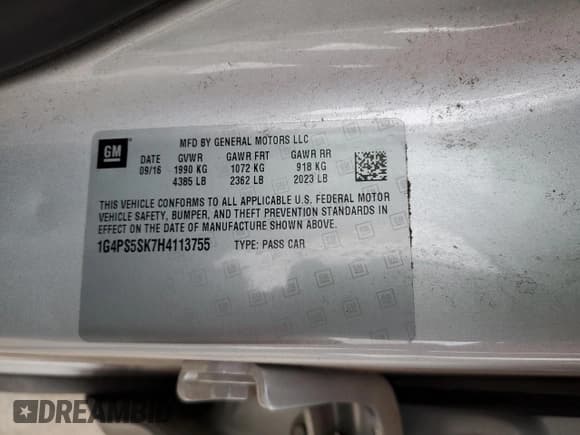 GM
MFD BY GENERAL MOTORS LLC
DATE GVWR GAWR FRT GAWR RR
09/16 1990 KG 1072 KG 918 KG
4385 LB 2362 LB 2023 LB
THIS VEHICLE CONFORMS TO ALL APPLICABLE U.S. FEDERAL MOTOR
VEHICLE SAFETY, BUMPER, AND THEFT PREVENTION STANDARDS IN
EFFECT ON THE DATE OF MANUFACTURE SHOWN ABOVE.
1G4PS5SK7H4113755 TYPE: PASS CAR
DREAMBID